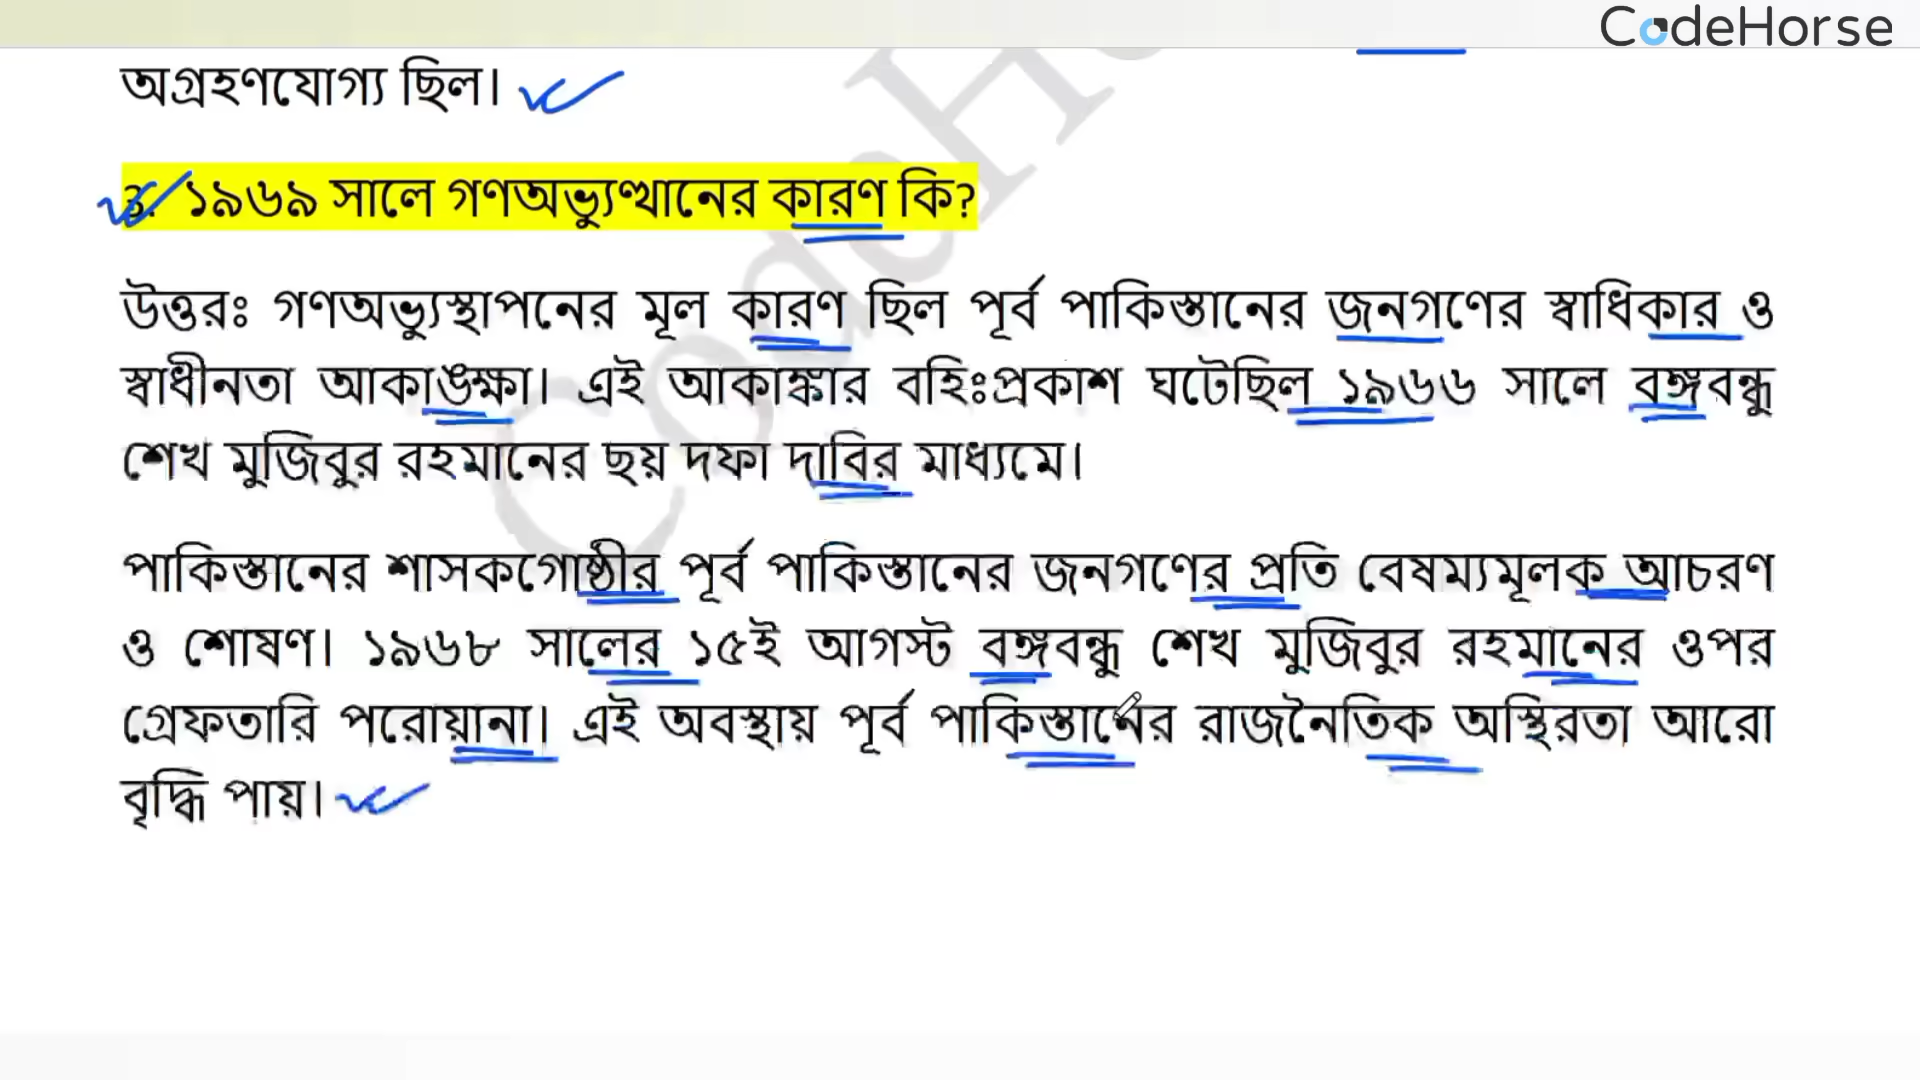 CodeHorse
অগ্রহণযোগ্য ছিল।
3. ১৯৬৯ সালে গণঅভ্যুত্থানের কারণ কি?
উত্তরঃ গণঅভ্যুস্থাপনের মূল কারণ ছিল পূর্ব পাকিস্তানের জনগণের স্বাধিকার ও
স্বাধীনতা আকাঙক্ষা। এই আকাঙ্কার বহিঃপ্রকাশ ঘটেছিল ১৯৬৬ সালে বঙ্গবন্ধু
শেখ মুজিবুর রহমানের ছয় দফা দাবির মাধ্যমে।
পাকিস্তানের শাসকগোষ্ঠীর পূর্ব পাকিস্তানের জনগণের প্রতি বেষম্যমূলক আচরণ
ও শোষণ। ১৯৬৮ সালের ১৫ই আগস্ট বঙ্গবন্ধু শেখ মুজিবুর রহমানের ওপর
গ্রেফতারি পরোয়ানা। এই অবস্থায় পূর্ব পাকিস্তানের রাজনৈতিক অস্থিরতা আরো
বৃদ্ধি পায়।